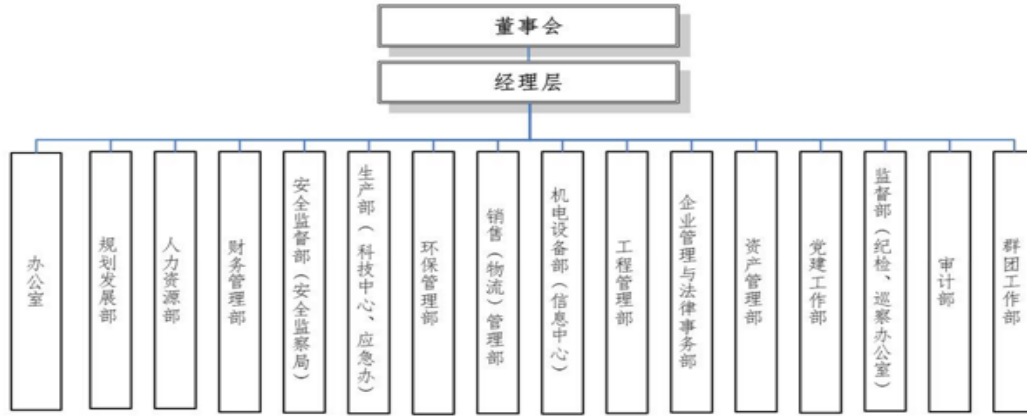 董事会
经理层
办公室
规划发展部
人力资源部
财务管理部
安全监督部（安全监察局）
生产部（科技中心、应急办）
环保管理部
销售（物流）管理部
机电设备部（信息中心）
工程管理部
企业管理与法律事务部
资产管理部
党建工作部
监督部（纪检、巡察办公室）
审计部
群团工作部